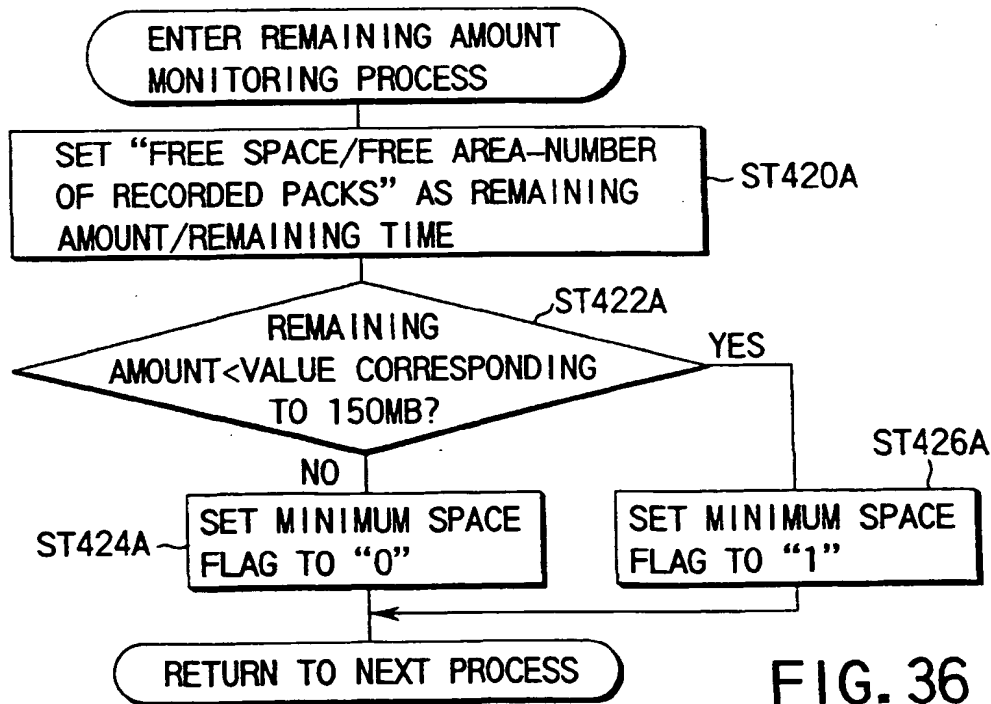 ENTER REMAINING AMOUNT
MONITORING PROCESS
SET “FREE SPACE/FREE AREA-NUMBER
OF RECORDED PACKS” AS REMAINING
AMOUNT/REMAINING TIME
ST420A
ST422A
REMAINING
AMOUNT<VALUE CORRESPONDING
TO 150MB?
YES
NO
ST426A
ST424A
SET MINIMUM SPACE
FLAG TO “0”
SET MINIMUM SPACE
FLAG TO “1”
RETURN TO NEXT PROCESS
FIG. 36